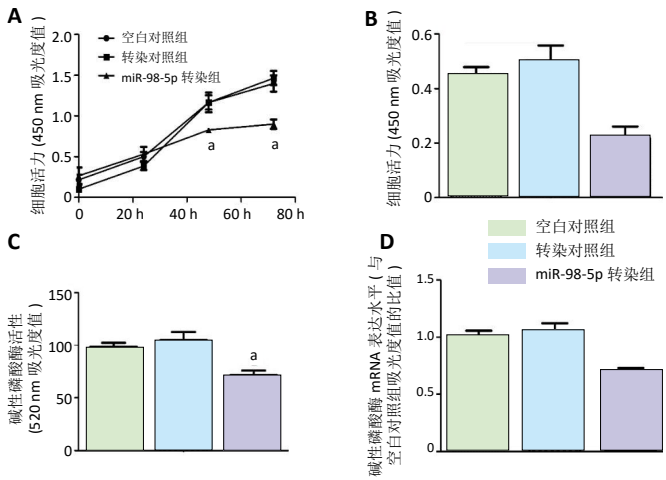 A
细胞活力 (450 nm 吸光度值)
2.0
1.5
1.0
0.5
0
0
20 h
40 h
60 h
80 h
空白对照组
转染对照组
miR-98-5p 转染组
a
a
B
细胞活力 (450 nm 吸光度值)
0.6
0.4
0.2
0
空白对照组
转染对照组
miR-98-5p 转染组
C
碱性磷酸酶活性
(520 nm 吸光度值)
150
100
50
0
a
D
碱性磷酸酶 mRNA 表达水平 ( 与
空白对照组吸光度值的比值 )
1.5
1.0
0.5
0